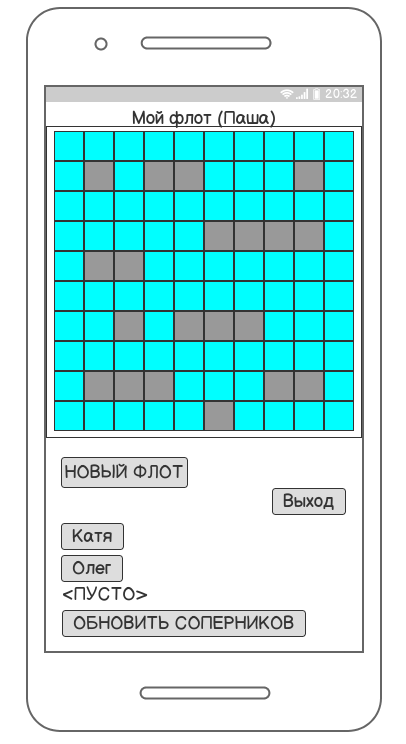 20:32
Мой флот (Паша)
НОВЫЙ ФЛОТ
Выход
Катя
Олег
<ПУСТО>
ОБНОВИТЬ СОПЕРНИКОВ